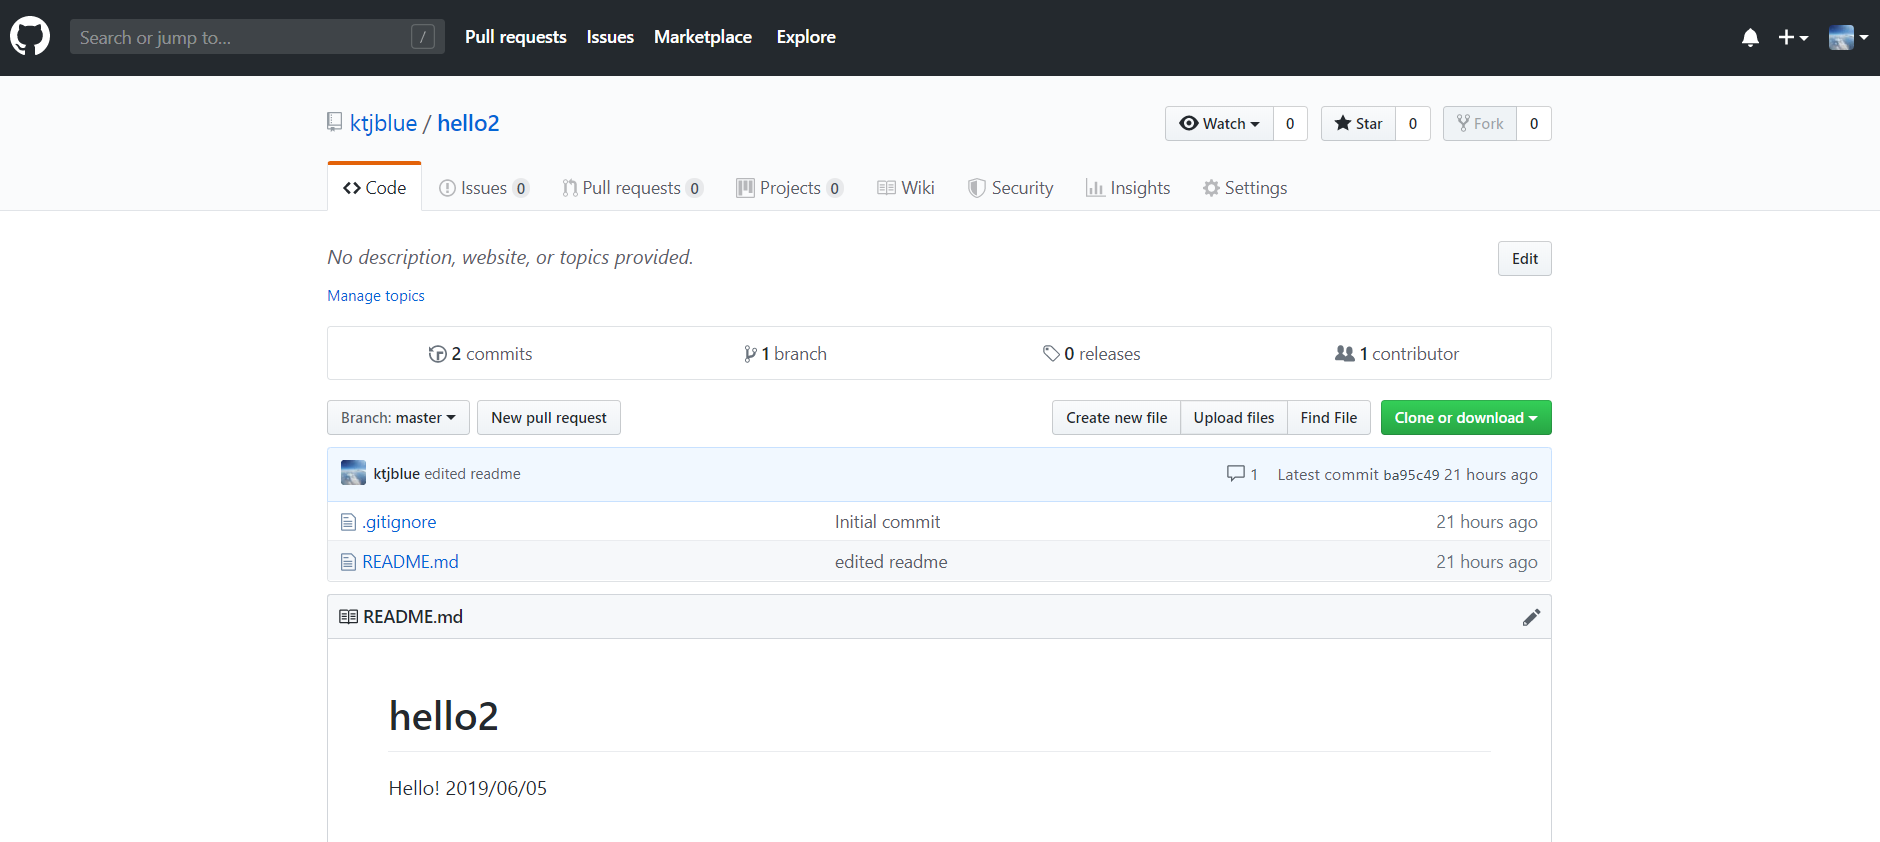 Search or jump to... /
Pull requests Issues Marketplace Explore
ktjblue / hello2
Watch 0 Star 0 Fork 0
Code Issues 0 Pull requests 0 Projects 0 Wiki Security Insights Settings
No description, website, or topics provided. Edit
Manage topics
2 commits 1 branch 0 releases 1 contributor
Branch: master New pull request Create new file Upload files Find File Clone or download
ktjblue edited readme 1 Latest commit ba95c49 21 hours ago
.gitignore Initial commit 21 hours ago
README.md edited readme 21 hours ago
README.md
hello2
Hello! 2019/06/05